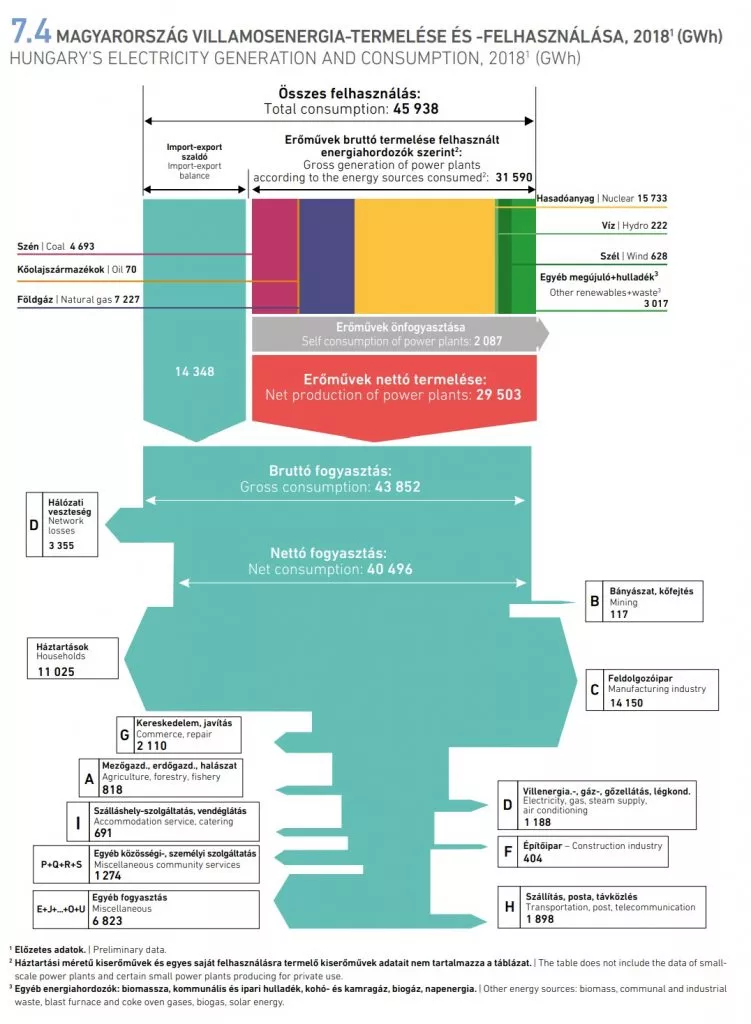 7.4 MAGYARORSZÁG VILLAMOSENERGIA-TERMELÉSE ÉS -FELHASZNÁLÁSA, 2018¹ (GWh)
HUNGARY'S ELECTRICITY GENERATION AND CONSUMPTION, 2018¹ (GWh)
Összes felhasználás:
Total consumption: 45 938
Import-export
szaldó
Import-export
balance
Erőművek bruttó termelése felhasznált
energiahordozók szerint²:
Gross generation of power plants
according to the energy sources consumed²: 31 590
Hasadóanyag | Nuclear 15 733
Víz | Hydro 222
Szél | Wind 628
Egyéb megújuló+hulladék³
Other renewables+waste³
3 017
Szén | Coal 4 693
Kőolajszármazékok | Oil 70
Földgáz | Natural gas 7 227
Erőművek önfogyasztása
Self consumption of power plants: 2 087
14 348
Erőművek nettó termelése:
Net production of power plants: 29 503
Bruttó fogyasztás:
Gross consumption: 43 852
D
Hálózati
veszteség
Network
losses
3 355
Nettó fogyasztás:
Net consumption: 40 496
B
Bányászat, kőfejtés
Mining
117
Háztartások
Households
11 025
C
Feldolgozóipar
Manufacturing industry
14 150
G
Kereskedelem, javítás
Commerce, repair
2 110
A
Mezőgazd., erdőgazd., halászat
Agriculture, forestry, fishery
818
D
Villenergia.-, gáz-, gőzellátás, légkond.
Electricity, gas, steam supply,
air conditioning
1 188
I
Szálláshely-szolgáltatás, vendéglátás
Accommodation service, catering
691
F
Építőipar – Construction industry
404
P+Q+R+S
Egyéb közösségi-, személyi szolgáltatás
Miscellaneous community services
1 274
E+J+...+O+U
Egyéb fogyasztás
Miscellaneous
6 823
H
Szállítás, posta, távközlés
Transportation, post, telecommunication
1 898
¹ Előzetes adatok. | Preliminary data.
² Háztartási méretű kiserőművek és egyes saját felhasználásra termelő kiserőművek adatait nem tartalmazza a táblázat. | The table does not include the data of small-
scale power plants and certain small power plants producing for private use.
³ Egyéb energiahordozók: biomassza, kommunális és ipari hulladék, kohó- és kamragáz, biogáz, napenergia. | Other energy sources: biomass, communal and industrial
waste, blast furnace and coke oven gases, biogas, solar energy.